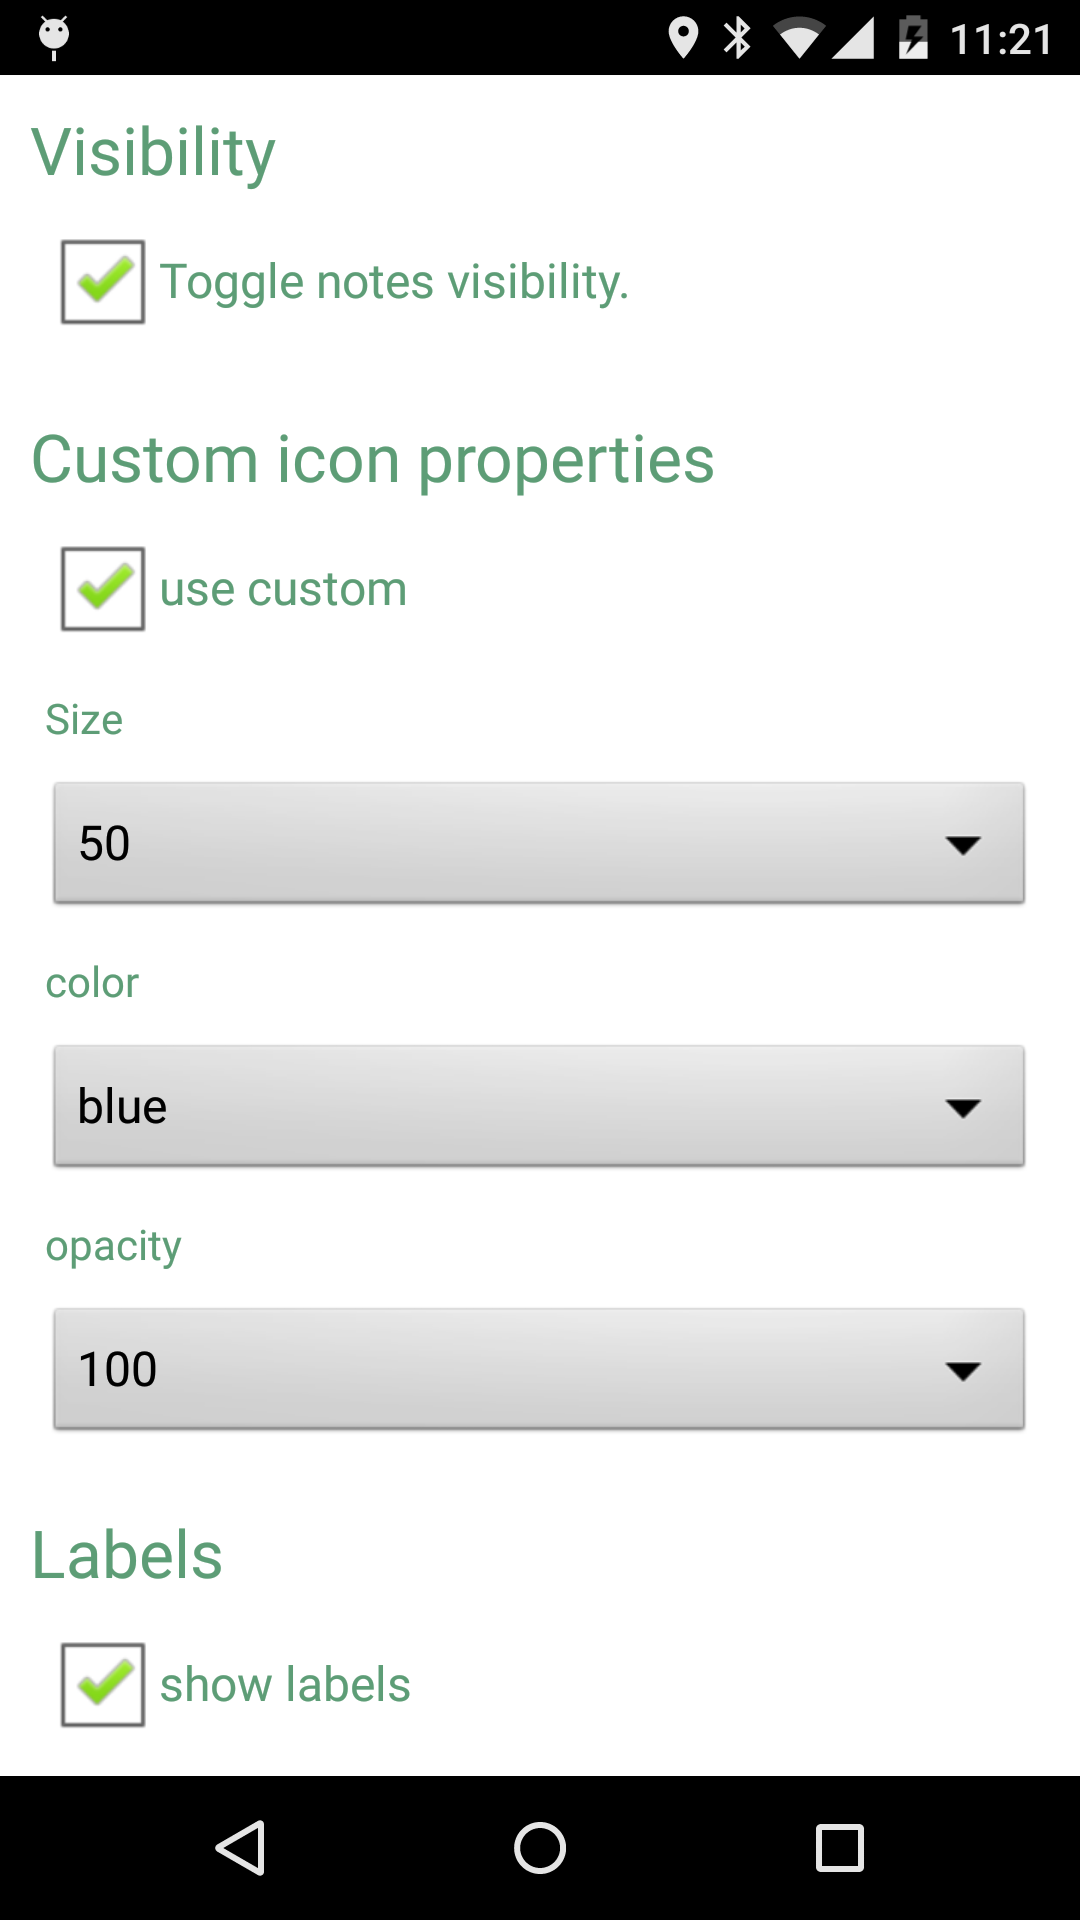 11:21
Visibility
Toggle notes visibility.
Custom icon properties
use custom
Size
50
color
blue
opacity
100
Labels
show labels